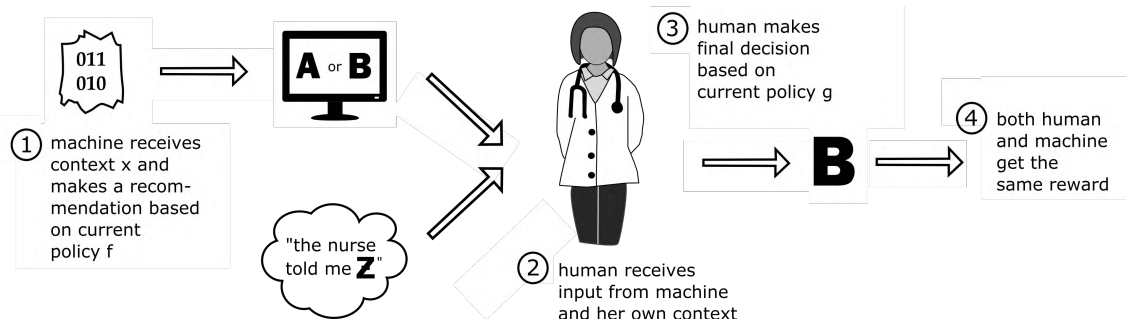 011
010
A or B
1
machine receives
context x and
makes a recom-
mendation based
on current
policy f
"the nurse
told me Z"
2
human receives
input from machine
and her own context
3
human makes
final decision
based on
current policy g
B
4
both human
and machine
get the
same reward